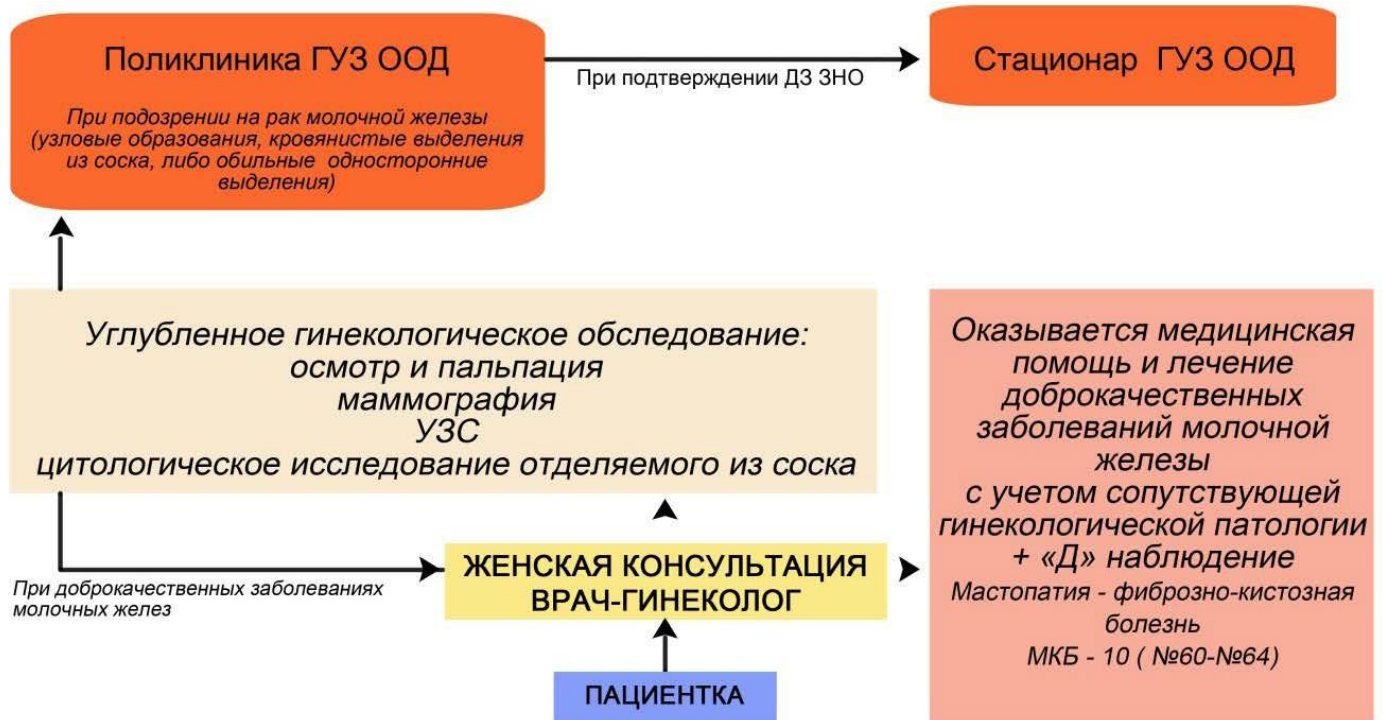 Поликлиника ГУЗ ООД
При подозрении на рак молочной железы
(узловые образования, кровянистые выделения
из соска, либо обильные односторонние
выделения)
При подтверждении ДЗ ЗНО
Стационар ГУЗ ООД
Углубленное гинекологическое обследование:
осмотр и пальпация
маммография
УЗС
цитологическое исследование отделяемого из соска
Оказывается медицинская
помощь и лечение
доброкачественных
заболеваний молочной
железы
с учетом сопутствующей
гинекологической патологии
+ «Д» наблюдение
Мастопатия - фиброзно-кистозная
болезнь
МКБ - 10 ( №60-№64)
При доброкачественных заболеваниях
молочных желез
ЖЕНСКАЯ КОНСУЛЬТАЦИЯ
ВРАЧ-ГИНЕКОЛОГ
ПАЦИЕНТКА